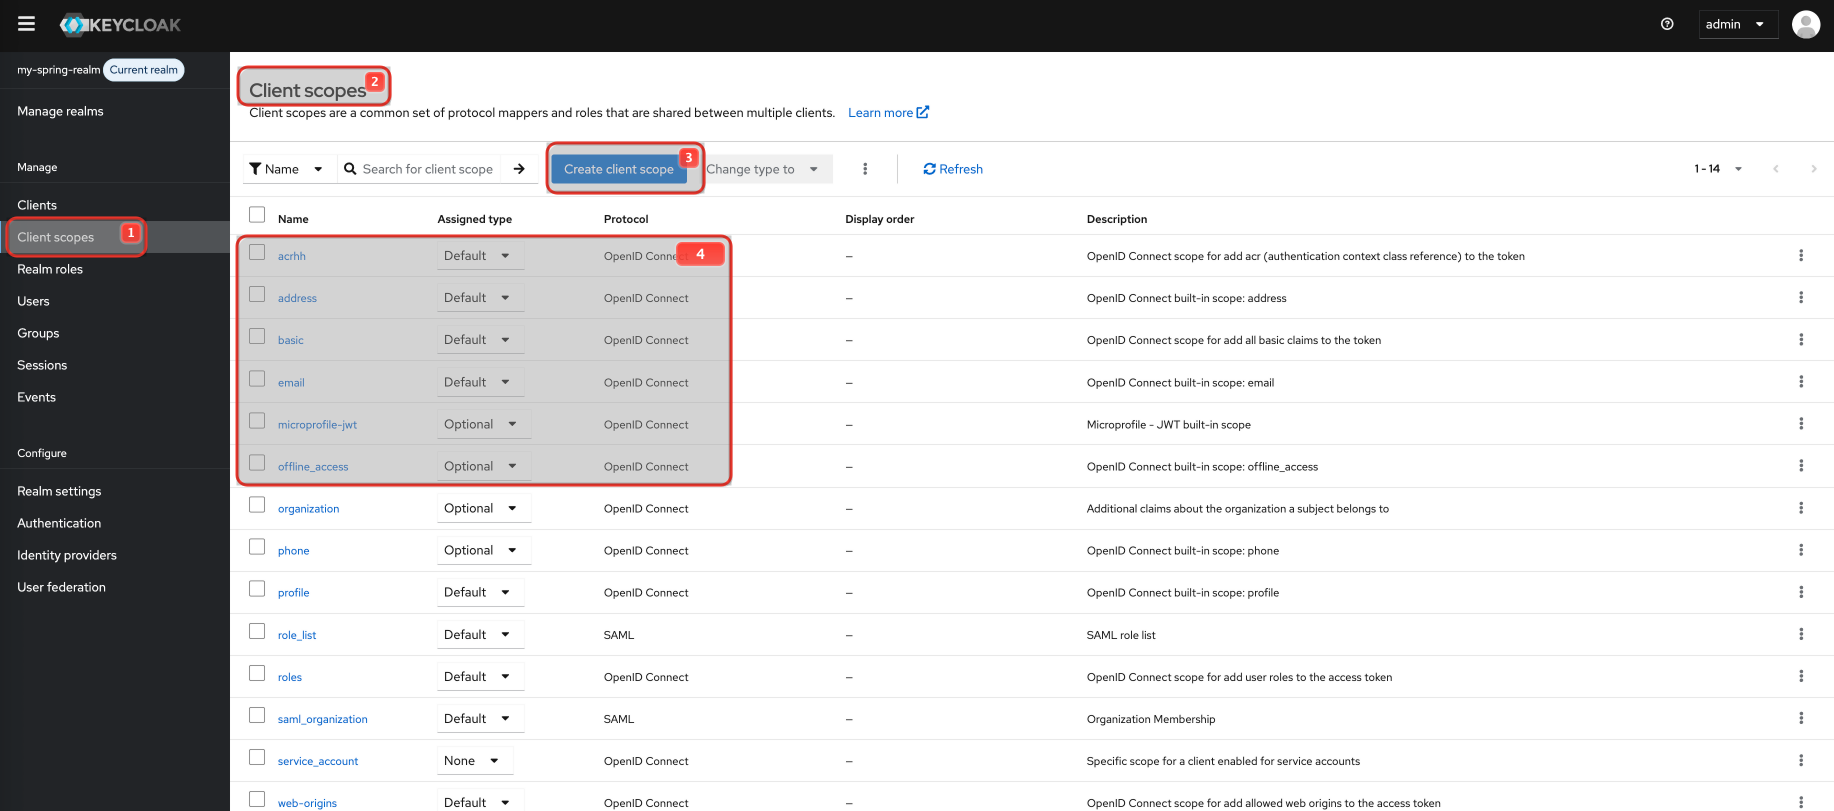 KEYCLOAK
admin
my-spring-realm Current realm
Manage realms
Manage
Clients
Client scopes 1
Realm roles
Users
Groups
Sessions
Events
Configure
Realm settings
Authentication
Identity providers
User federation
Client scopes 2
Client scopes are a common set of protocol mappers and roles that are shared between multiple clients. Learn more
Name Search for client scope Create client scope 3 Change type to Refresh 1 - 14
Name Assigned type Protocol Display order Description
acrhh Default OpenID Connec 4 – OpenID Connect scope for add acr (authentication context class reference) to the token
address Default OpenID Connect – OpenID Connect built-in scope: address
basic Default OpenID Connect – OpenID Connect scope for add all basic claims to the token
email Default OpenID Connect – OpenID Connect built-in scope: email
microprofile-jwt Optional OpenID Connect – Microprofile - JWT built-in scope
offline_access Optional OpenID Connect – OpenID Connect built-in scope: offline_access
organization Optional OpenID Connect – Additional claims about the organization a subject belongs to
phone Optional OpenID Connect – OpenID Connect built-in scope: phone
profile Default OpenID Connect – OpenID Connect built-in scope: profile
role_list Default SAML – SAML role list
roles Default OpenID Connect – OpenID Connect scope for add user roles to the access token
saml_organization Default SAML – Organization Membership
service_account None OpenID Connect – Specific scope for a client enabled for service accounts
web-origins Default OpenID Connect – OpenID Connect scope for add allowed web origins to the access token